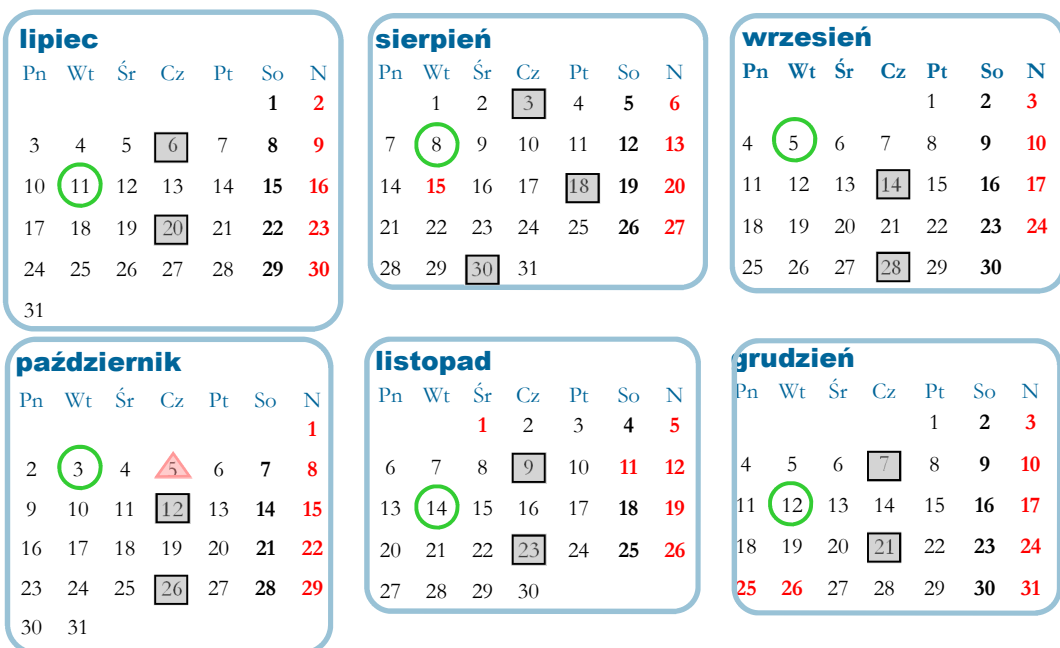 lipiec
Pn Wt Śr Cz Pt So N
1 2
3 4 5 6 7 8 9
10 11 12 13 14 15 16
17 18 19 20 21 22 23
24 25 26 27 28 29 30
31
sierpień
Pn Wt Śr Cz Pt So N
1 2 3 4 5 6
7 8 9 10 11 12 13
14 15 16 17 18 19 20
21 22 23 24 25 26 27
28 29 30 31
wrzesień
Pn Wt Śr Cz Pt So N
1 2 3
4 5 6 7 8 9 10
11 12 13 14 15 16 17
18 19 20 21 22 23 24
25 26 27 28 29 30
październik
Pn Wt Śr Cz Pt So N
1
2 3 4 5 6 7 8
9 10 11 12 13 14 15
16 17 18 19 20 21 22
23 24 25 26 27 28 29
30 31
listopad
Pn Wt Śr Cz Pt So N
1 2 3 4 5
6 7 8 9 10 11 12
13 14 15 16 17 18 19
20 21 22 23 24 25 26
27 28 29 30
grudzień
Pn Wt Śr Cz Pt So N
1 2 3
4 5 6 7 8 9 10
11 12 13 14 15 16 17
18 19 20 21 22 23 24
25 26 27 28 29 30 31